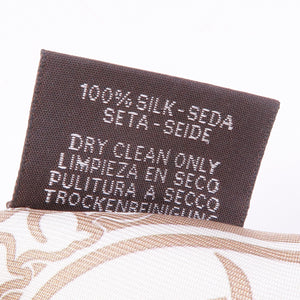 100% SILK-SEDA
SETA-SEIDE
DRY CLEAN ONLY
LIMPIEZA EN SECO
PULITURA A SECCO
TROCKENREINIGUNG